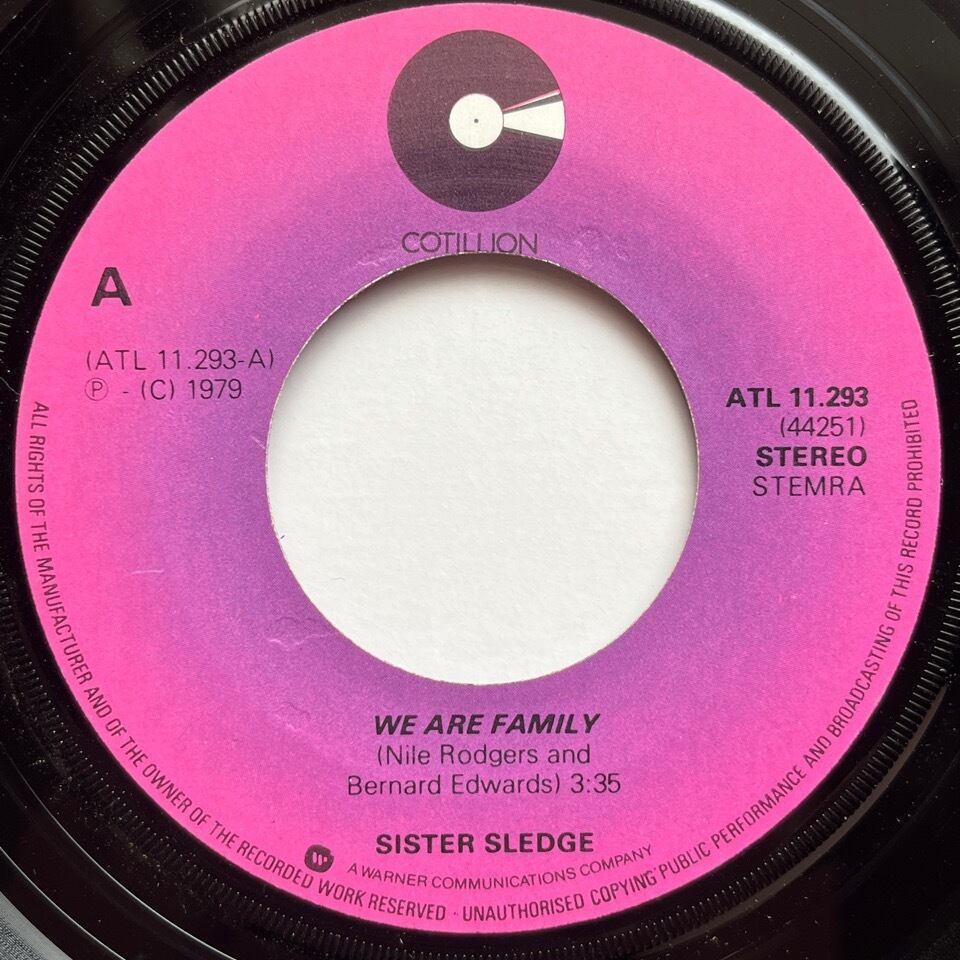 COTILLION
A
(ATL 11.293-A)
Ⓟ - (C) 1979
ATL 11.293
(44251)
STEREO
STEMRA
WE ARE FAMILY
(Nile Rodgers and
Bernard Edwards) 3:35
SISTER SLEDGE
A WARNER COMMUNICATIONS COMPANY
ALL RIGHTS OF THE MANUFACTURER AND OF THE OWNER OF THE RECORDED WORK RESERVED · UNAUTHORISED COPYING PUBLIC PERFORMANCE AND BROADCASTING OF THIS RECORD PROHIBITED